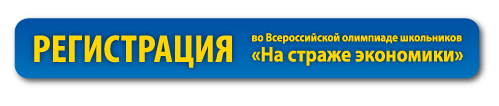 РЕГИСТРАЦИЯ
во Всероссийской олимпиаде школьников
«На страже экономики»